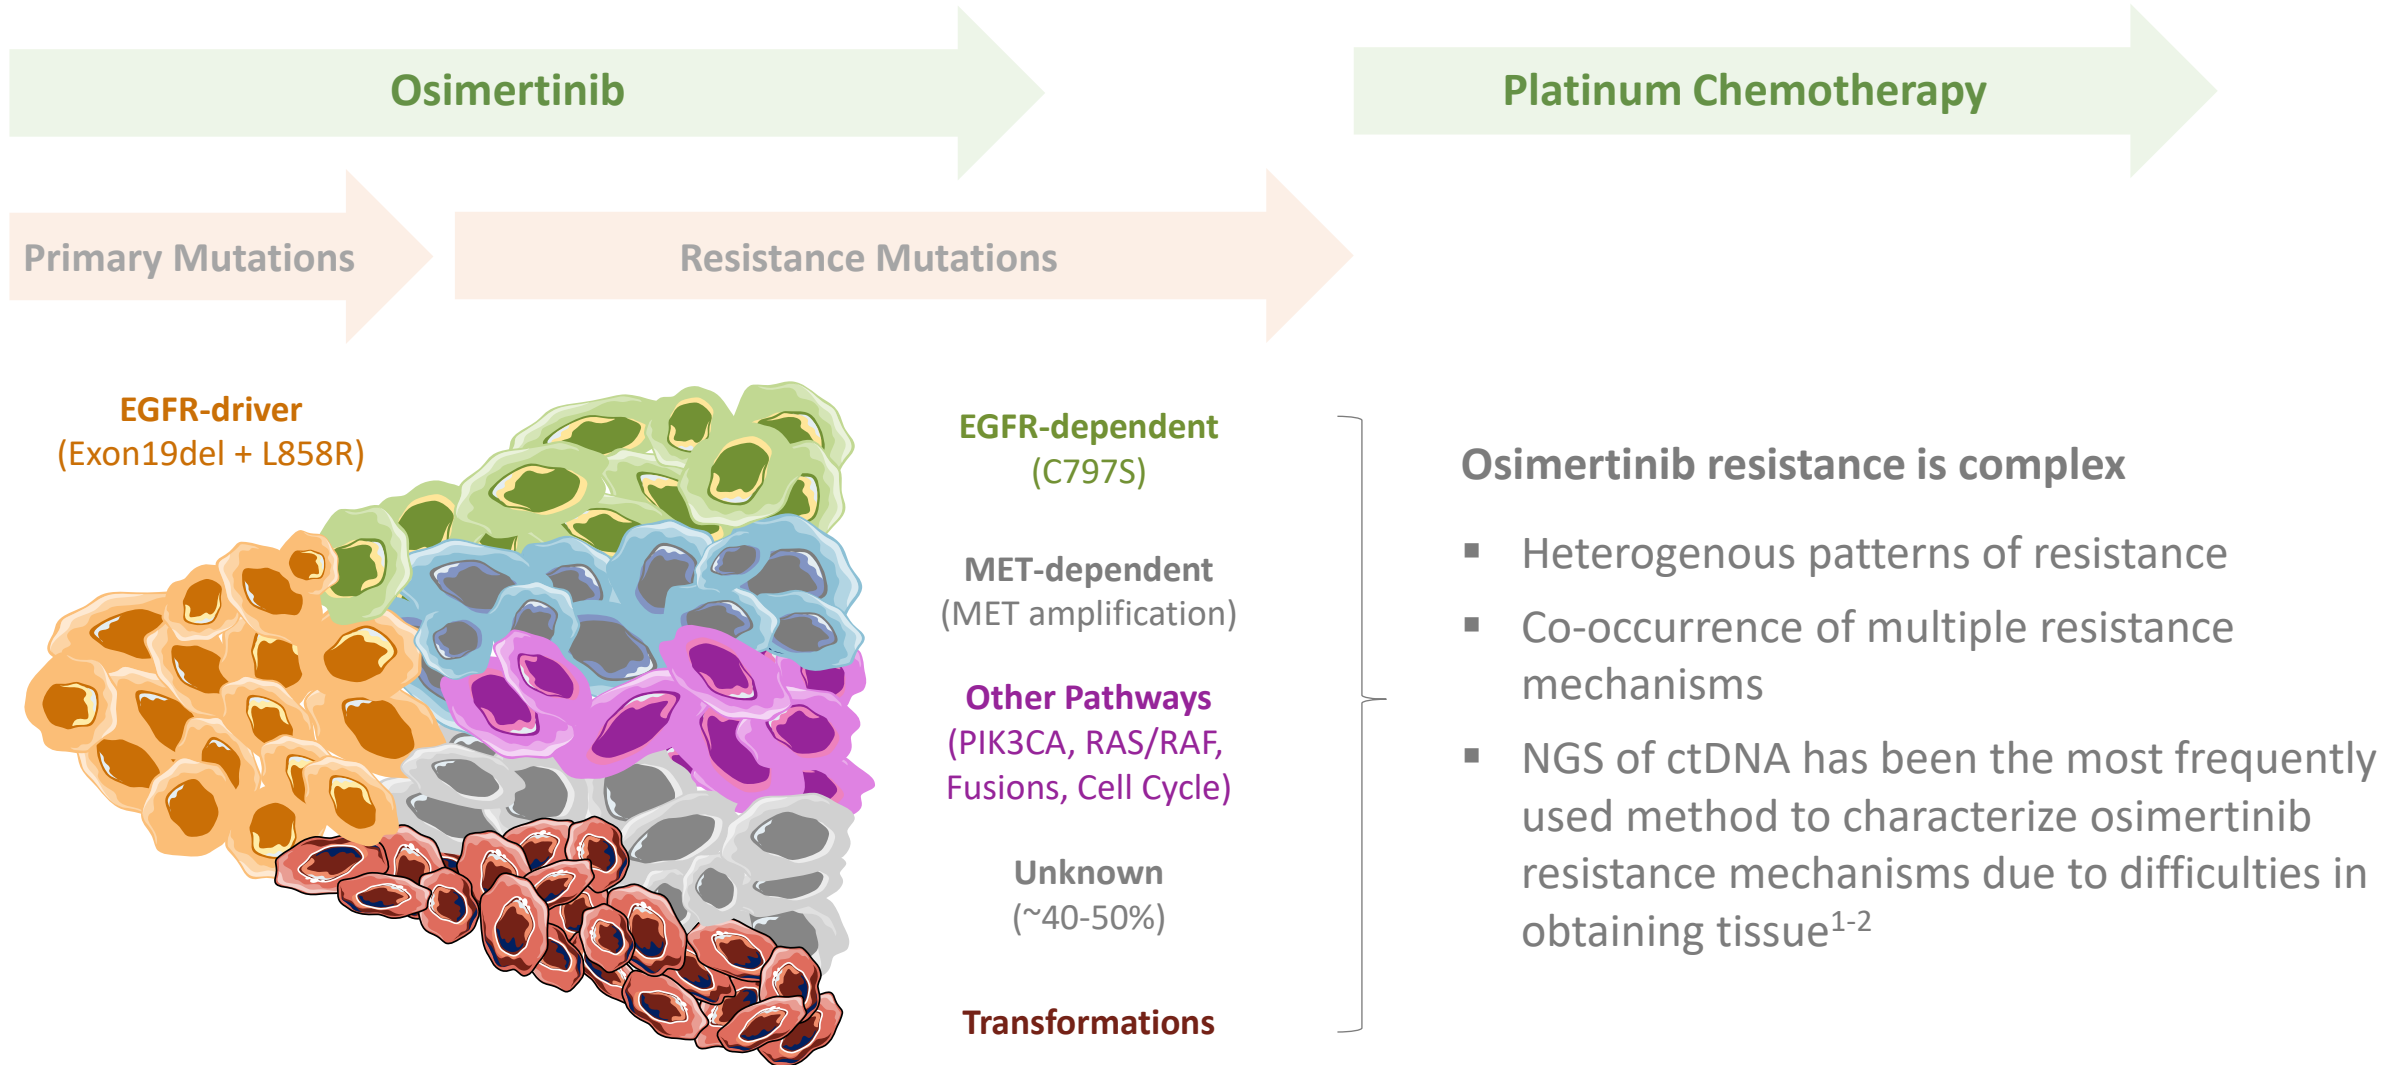 Osimertinib
Platinum Chemotherapy
Primary Mutations
Resistance Mutations
EGFR-driver
(Exon19del + L858R)
EGFR-dependent
(C797S)
MET-dependent
(MET amplification)
Other Pathways
(PIK3CA, RAS/RAF,
Fusions, Cell Cycle)
Unknown
(~40-50%)
Transformations
Osimertinib resistance is complex
▪ Heterogenous patterns of resistance
▪ Co-occurrence of multiple resistance
mechanisms
▪ NGS of ctDNA has been the most frequently
used method to characterize osimertinib
resistance mechanisms due to difficulties in
obtaining tissue1-2